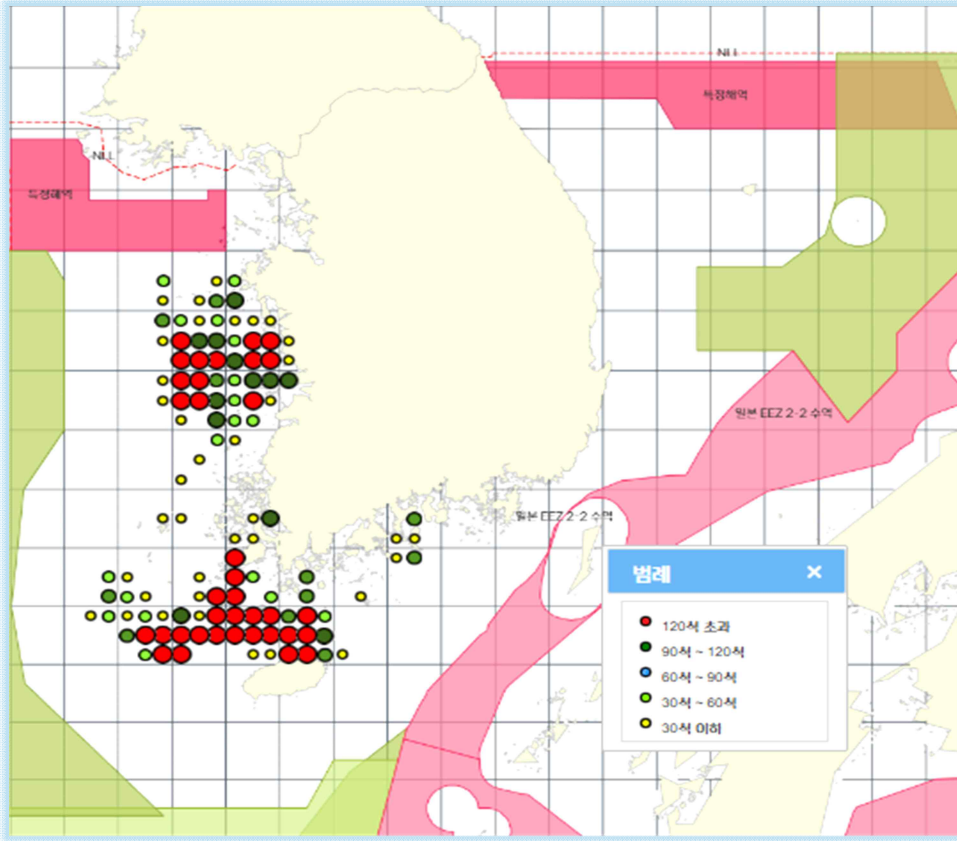 NLL
특정해역
NLL
특정해역
일본 EEZ 2-2 수역
일본 EEZ 2-2 수역
범례
×
120척 초과
90척 ~ 120척
60척 ~ 90척
30척 ~ 60척
30척 이하